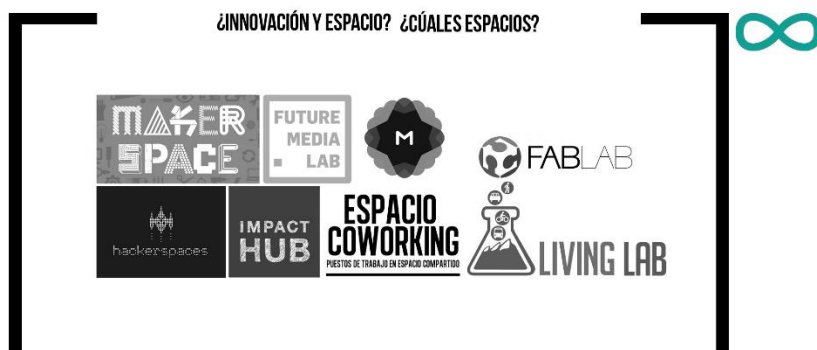 ¿INNOVACIÓN Y ESPACIO? ¿CÚALES ESPACIOS?
MAKER
SPACE
FUTURE
MEDIA
LAB
M
FABLAB
hackerspaces
IMPACT
HUB
ESPACIO
COWORKING
PUESTOS DE TRABAJO EN ESPACIO COMPARTIDO
LIVING LAB